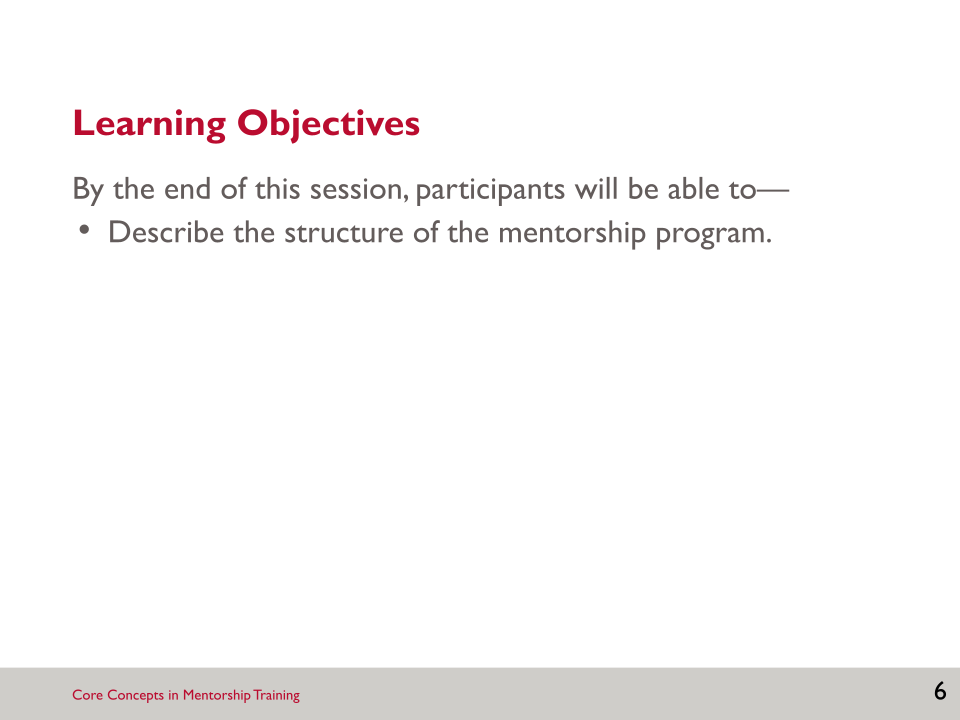 Learning Objectives
By the end of this session, participants will be able to—
• Describe the structure of the mentorship program.
Core Concepts in Mentorship Training
6